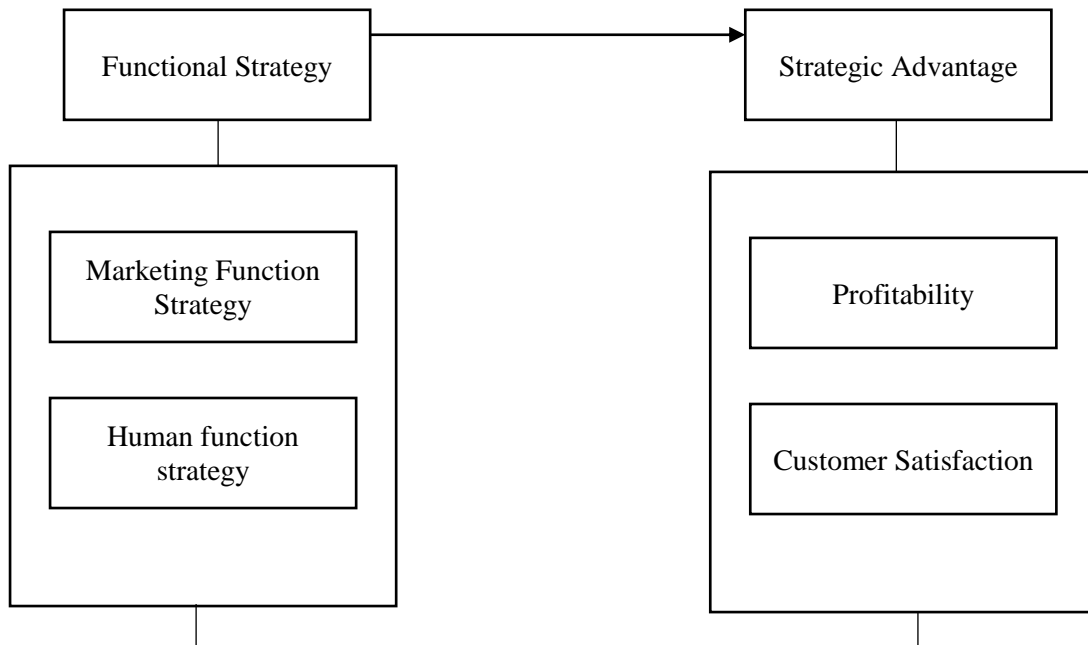 Functional Strategy
Strategic Advantage
Marketing Function
Strategy
Human function
strategy
Profitability
Customer Satisfaction